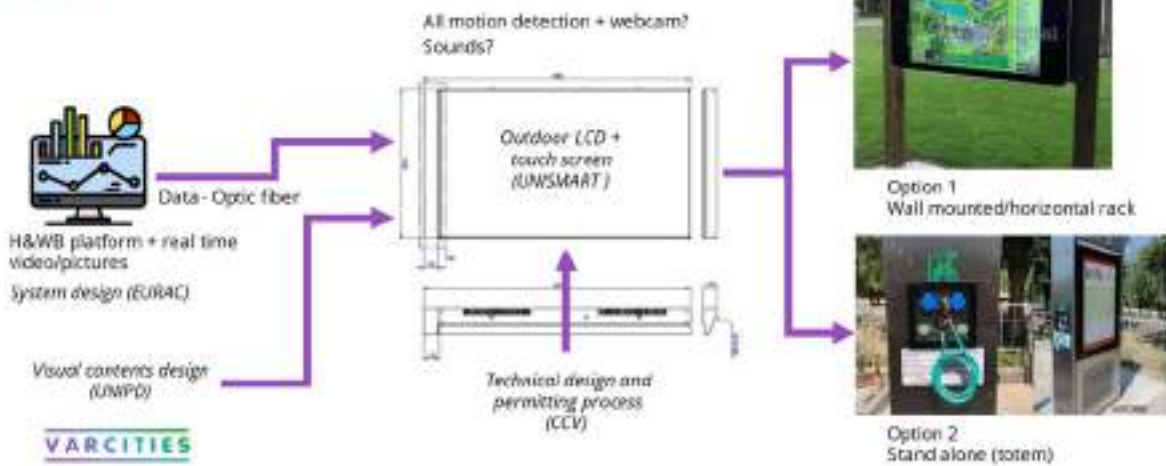 All motion detection + webcam?
Sounds?
Outdoor LCD +
touch screen
(UNISMART )
Data - Optic fiber
H&WB platform + real time
video/pictures
System design (EURAC)
Visual contents design
(UNIPD)
Technical design and
permitting process
(CCV)
VARCITIES
Option 1
Wall mounted/horizontal rack
Option 2
Stand alone (totem)